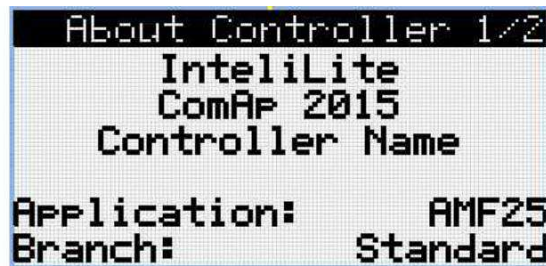 About Controller 1/2
InteliLite
ComAp 2015
Controller Name
Application: AMF25
Branch: Standard